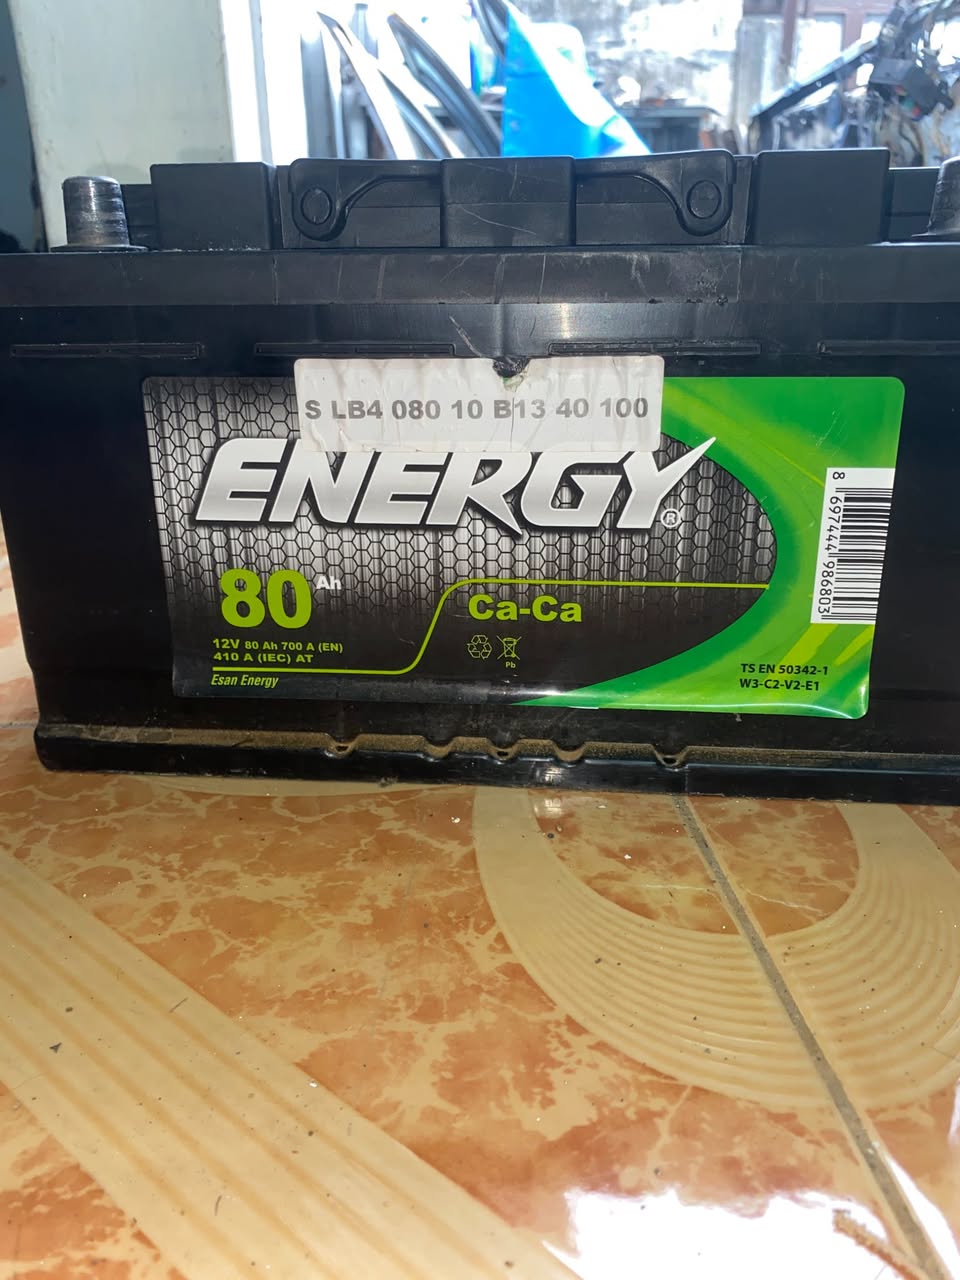 S LB4 080 10 B13 40 100
ENERGY®
80 Ah
12V 80 Ah 700 A (EN)
410 A (IEC) AT
Esan Energy
Ca-Ca
Pb
8 697444 986803
TS EN 50342-1
W3-C2-V2-E1